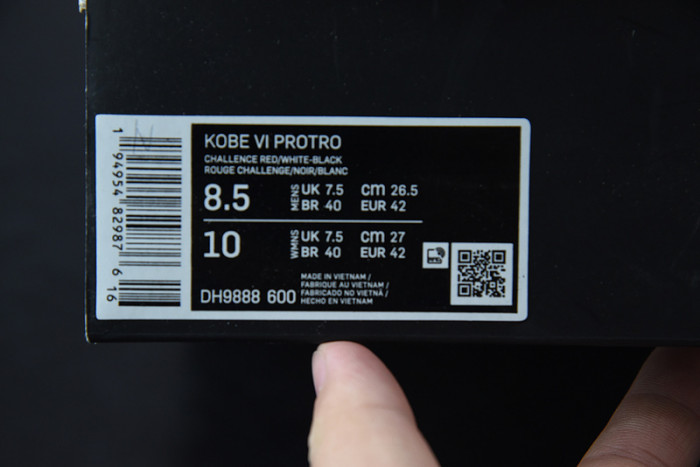 KOBE VI PROTRO
CHALLENCE RED/WHITE-BLACK
ROUGE CHALLENGE/NOIR/BLANC
8.5 MENS UK 7.5 cm 26.5
BR 40 EUR 42
10 WMNS UK 7.5 cm 27
BR 40 EUR 42
DH9888 600
MADE IN VIETNAM /
FABRIQUE AU VIETNAM /
FABRICADO NO VIETNÃ /
HECHO EN VIETNAM
1 94954 82987 6 16